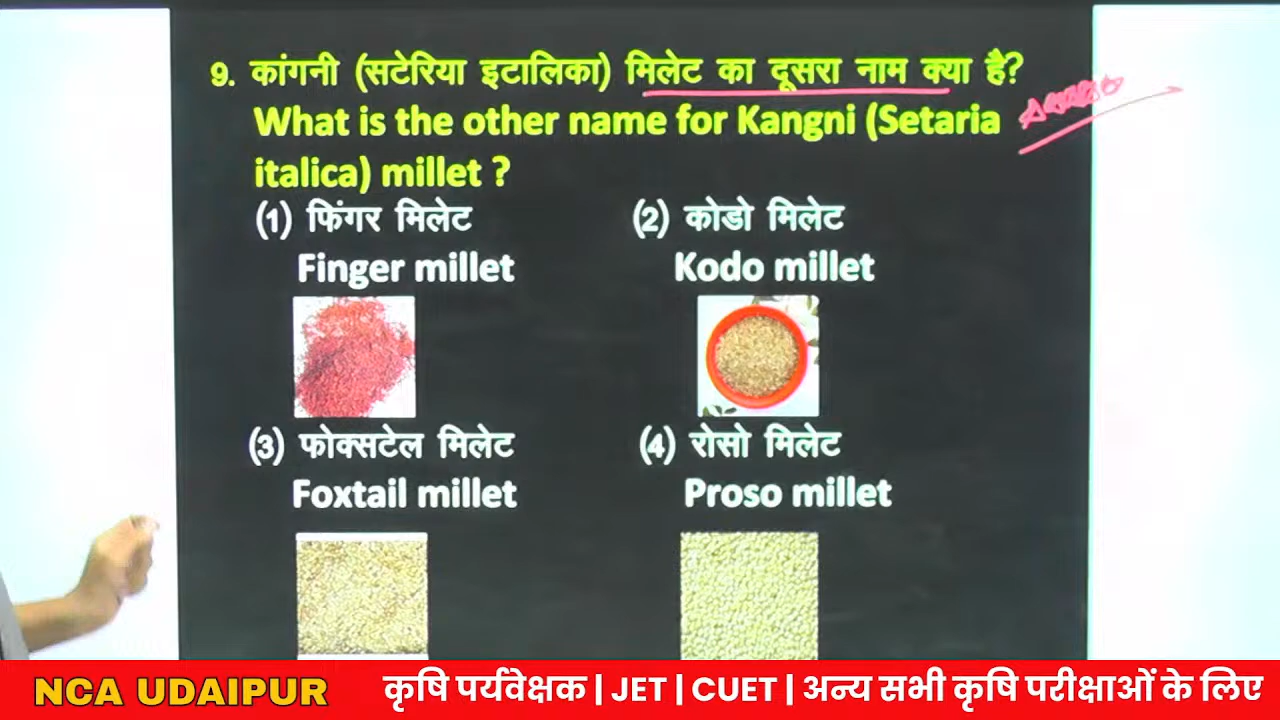 9. कांगनी (सटेरिया इटालिका) मिलेट का दूसरा नाम क्या है?
What is the other name for Kangni (Setaria
italica) millet ?
(1) फिंगर मिलेट
Finger millet
(2) कोडो मिलेट
Kodo millet
(3) फोक्सटेल मिलेट
Foxtail millet
(4) रोसो मिलेट
Proso millet
NCA UDAIPUR
कृषि पर्यवेक्षक | JET | CUET | अन्य सभी कृषि परीक्षाओं के लिए